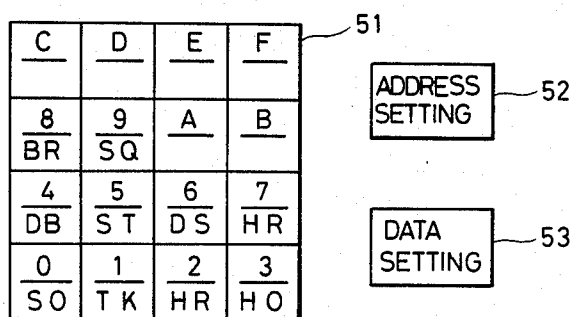 51
C D E F
ADDRESS
SETTING
52
8 9 A B
BR SQ
4 5 6 7
DB ST DS HR
DATA
SETTING
53
0 1 2 3
SO TK HR HO